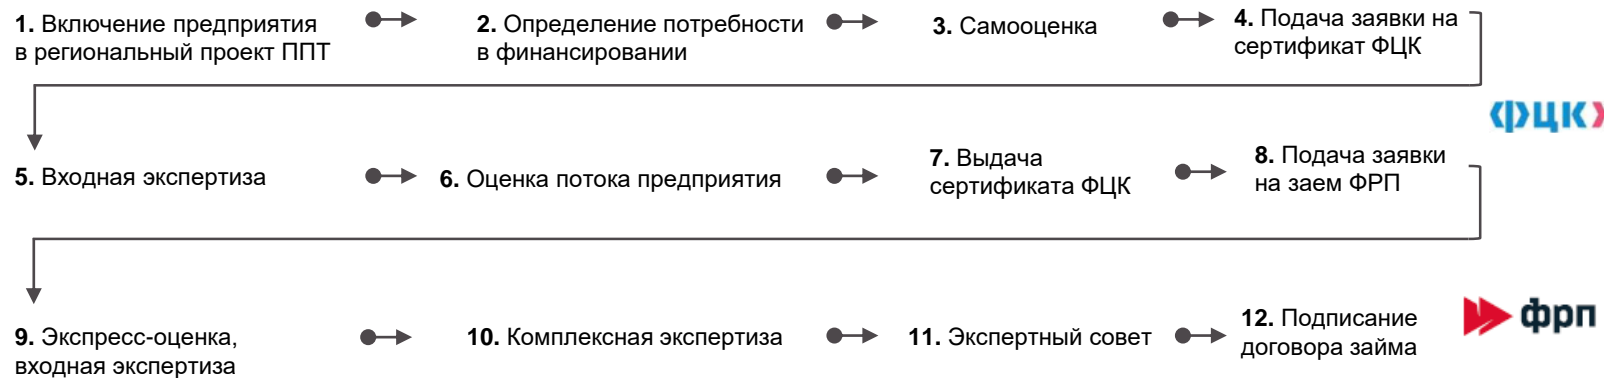 1. Включение предприятия
в региональный проект ППТ
2. Определение потребности
в финансировании
3. Самооценка
4. Подача заявки на
сертификат ФЦК
ФЦК
5. Входная экспертиза
6. Оценка потока предприятия
7. Выдача
сертификата ФЦК
8. Подача заявки
на заем ФРП
9. Экспресс-оценка,
входная экспертиза
10. Комплексная экспертиза
11. Экспертный совет
12. Подписание
договора займа
фрп